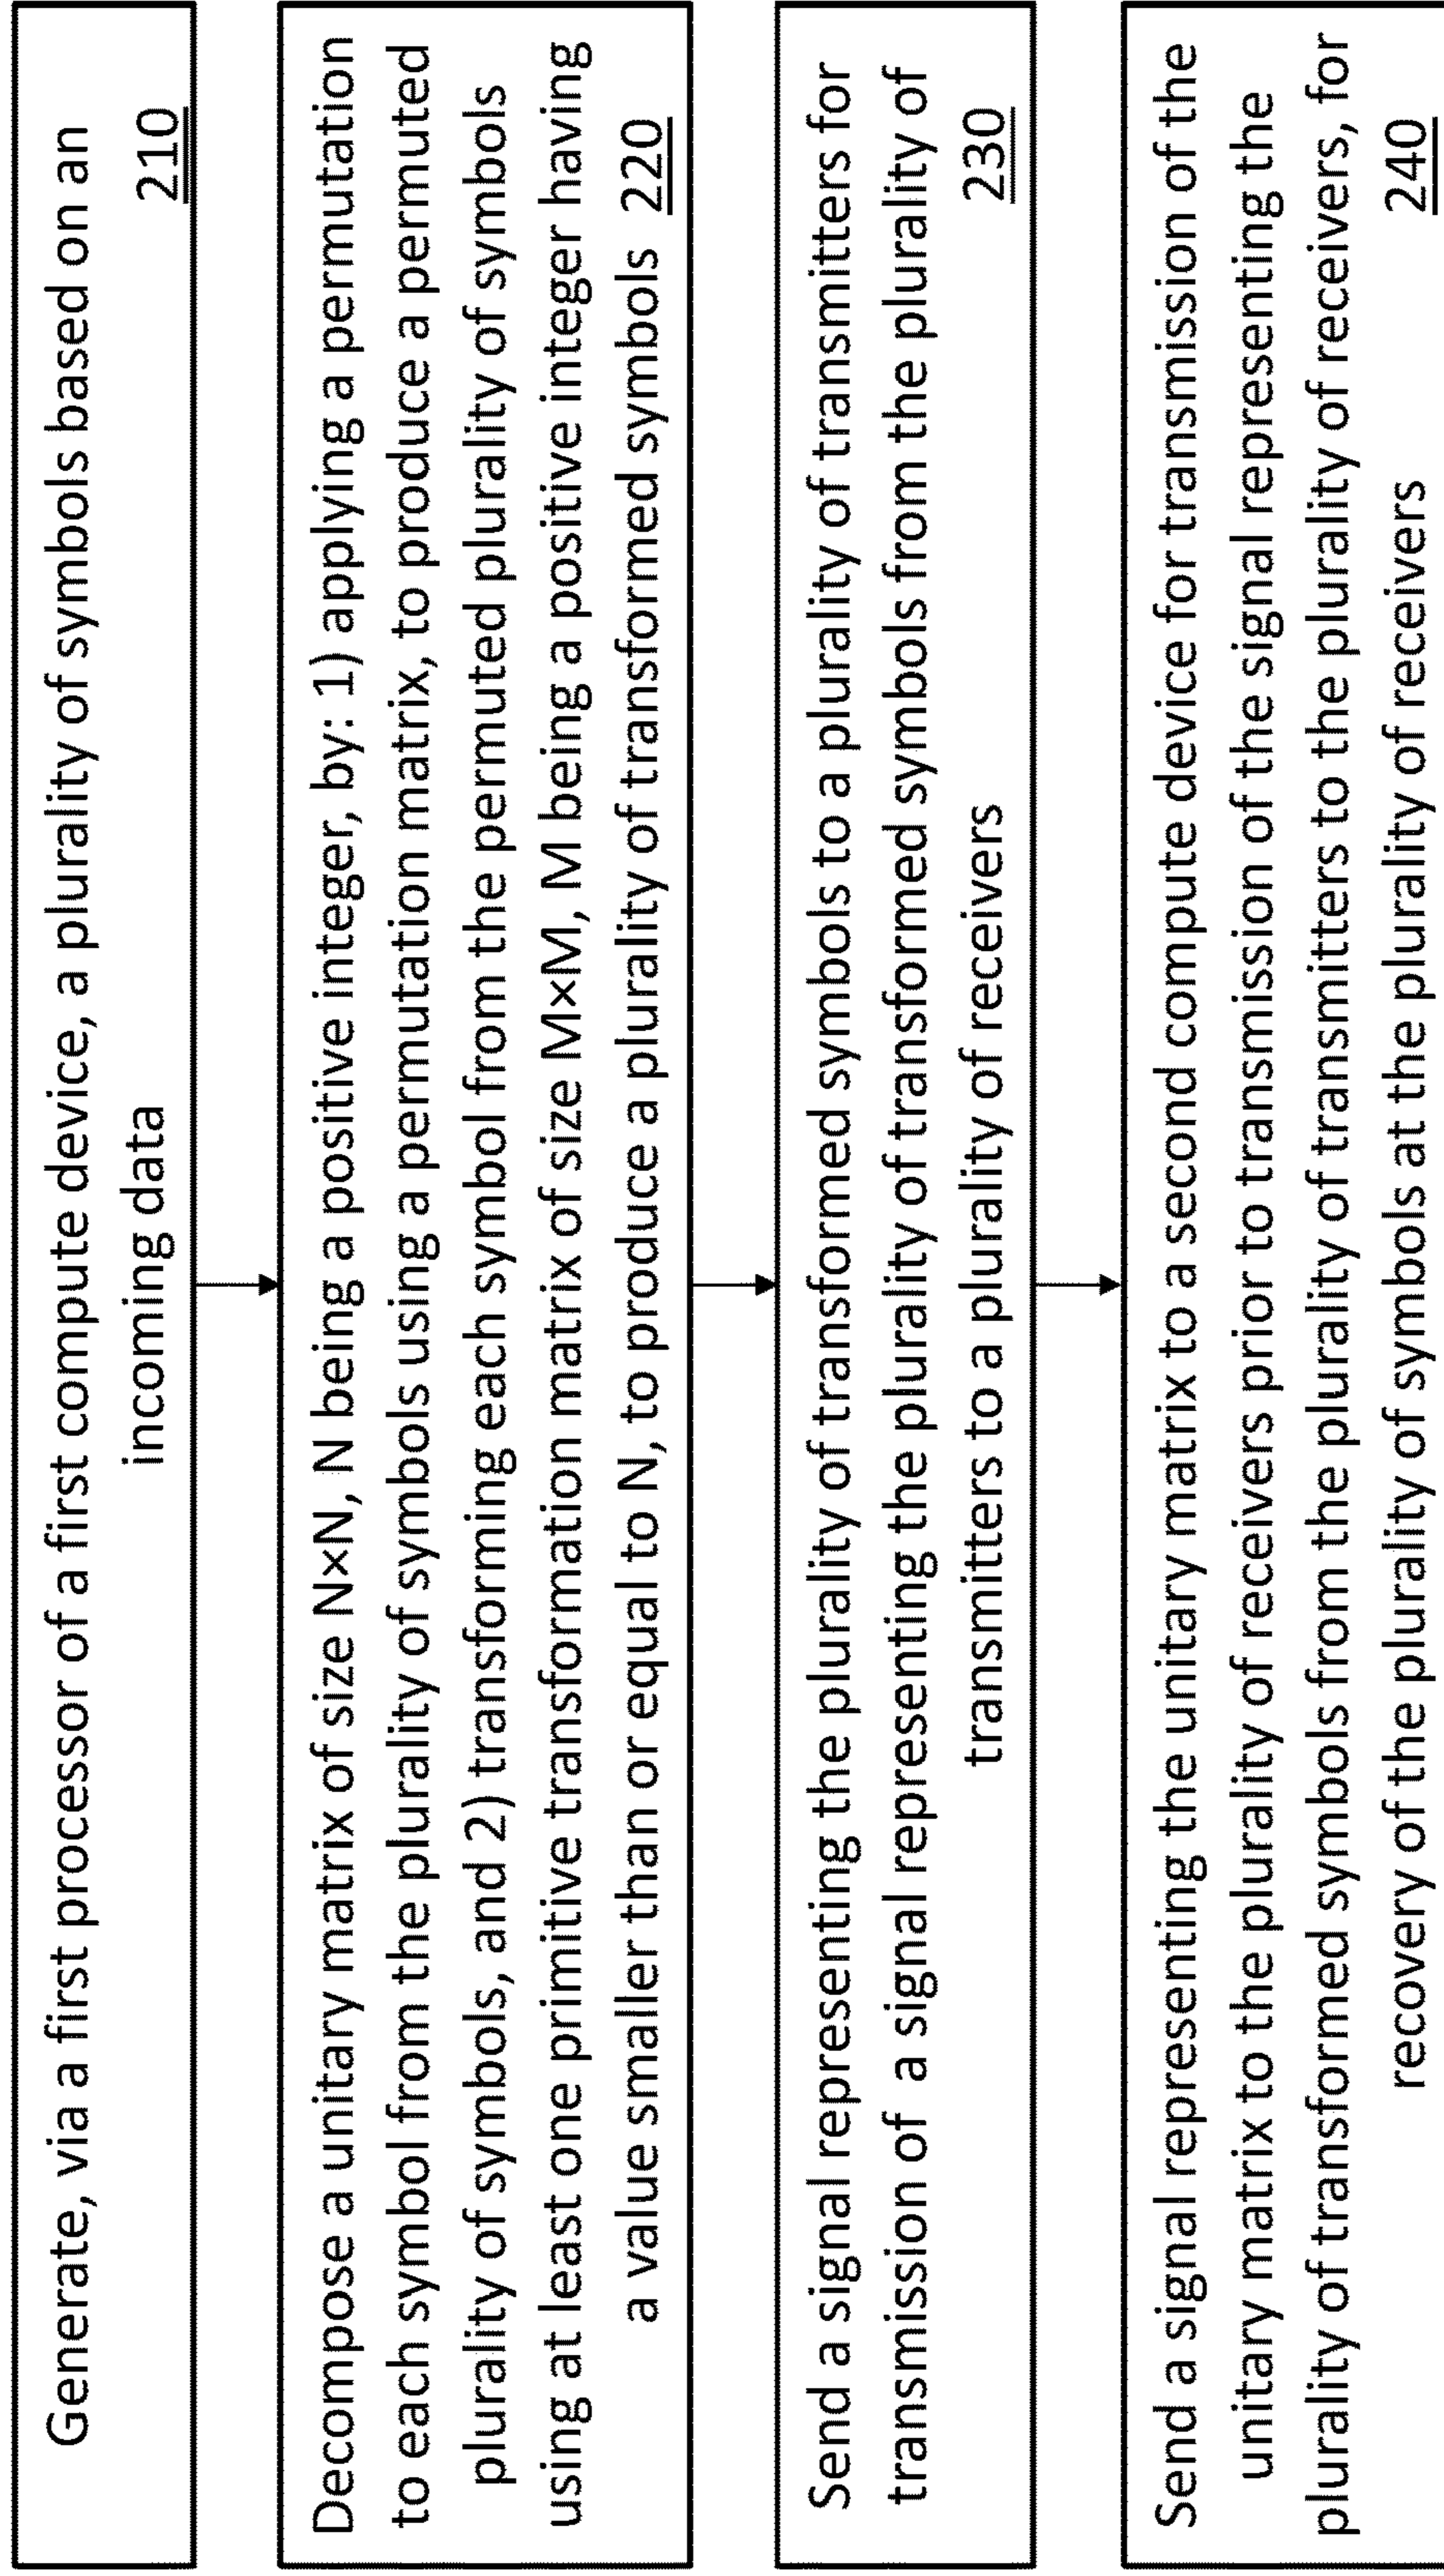 Generate, via a first processor of a first compute device, a plurality of symbols based on an
incoming data
210
Decompose a unitary matrix of size N×N, N being a positive integer, by: 1) applying a permutation
to each symbol from the plurality of symbols using a permutation matrix, to produce a permuted
plurality of symbols, and 2) transforming each symbol from the permuted plurality of symbols
using at least one primitive transformation matrix of size M×M, M being a positive integer having
a value smaller than or equal to N, to produce a plurality of transformed symbols 220
Send a signal representing the plurality of transformed symbols to a plurality of transmitters for
transmission of a signal representing the plurality of transformed symbols from the plurality of
transmitters to a plurality of receivers
230
Send a signal representing the unitary matrix to a second compute device for transmission of the
unitary matrix to the plurality of receivers prior to transmission of the signal representing the
plurality of transformed symbols from the plurality of transmitters to the plurality of receivers, for
recovery of the plurality of symbols at the plurality of receivers
240